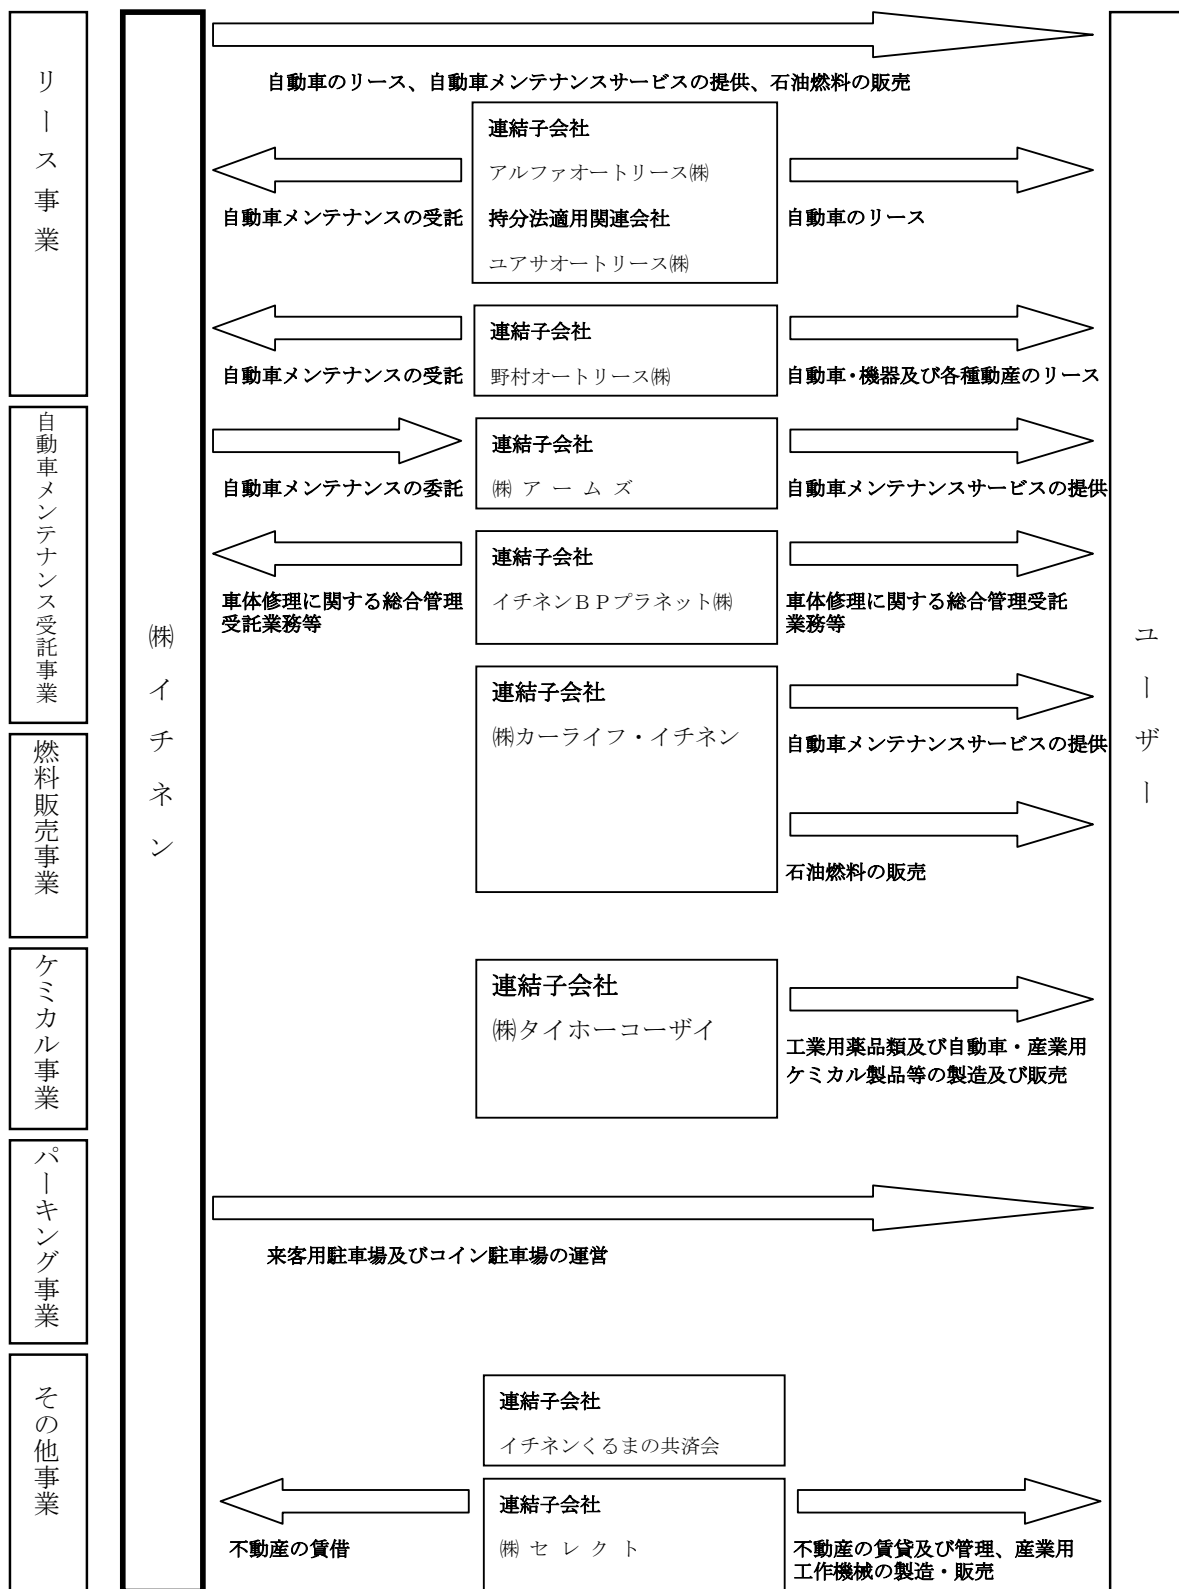 リース事業
㈱イチネン
ユーザー
自動車のリース、自動車メンテナンスサービスの提供、石油燃料の販売
連結子会社
アルファオートリース㈱
持分法適用関連会社
ユアサオートリース㈱
自動車メンテナンスの受託
自動車のリース
連結子会社
野村オートリース㈱
自動車メンテナンスの受託
自動車・機器及び各種動産のリース
自動車メンテナンス受託事業
連結子会社
㈱ アームズ
自動車メンテナンスの委託
自動車メンテナンスサービスの提供
連結子会社
イチネンＢＰプラネット㈱
車体修理に関する総合管理
受託業務等
車体修理に関する総合管理受託
業務等
連結子会社
㈱カーライフ・イチネン
自動車メンテナンスサービスの提供
燃料販売事業
石油燃料の販売
ケミカル事業
連結子会社
㈱タイホーコーザイ
工業用薬品類及び自動車・産業用
ケミカル製品等の製造及び販売
パーキング事業
来客用駐車場及びコイン駐車場の運営
その他事業
連結子会社
イチネンくるまの共済会
連結子会社
㈱ セレクト
不動産の賃借
不動産の賃貸及び管理、産業用
工作機械の製造・販売